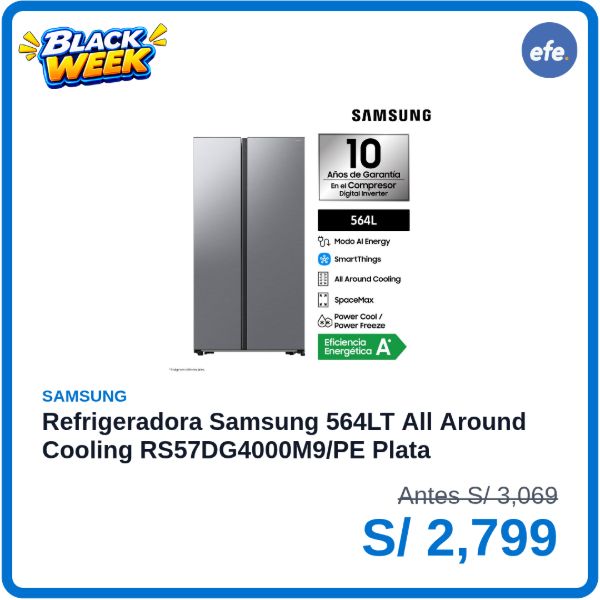 BLACK
WEEK
efe.
SAMSUNG
10
Años de Garantía
En el Compresor
Digital Inverter
564L
Modo AI Energy
SmartThings
All Around Cooling
SpaceMax
Power Cool /
Power Freeze
Eficiencia
Energética A*
SAMSUNG
Refrigeradora Samsung 564LT All Around
Cooling RS57DG4000M9/PE Plata
Antes S/ 3,069
S/ 2,799